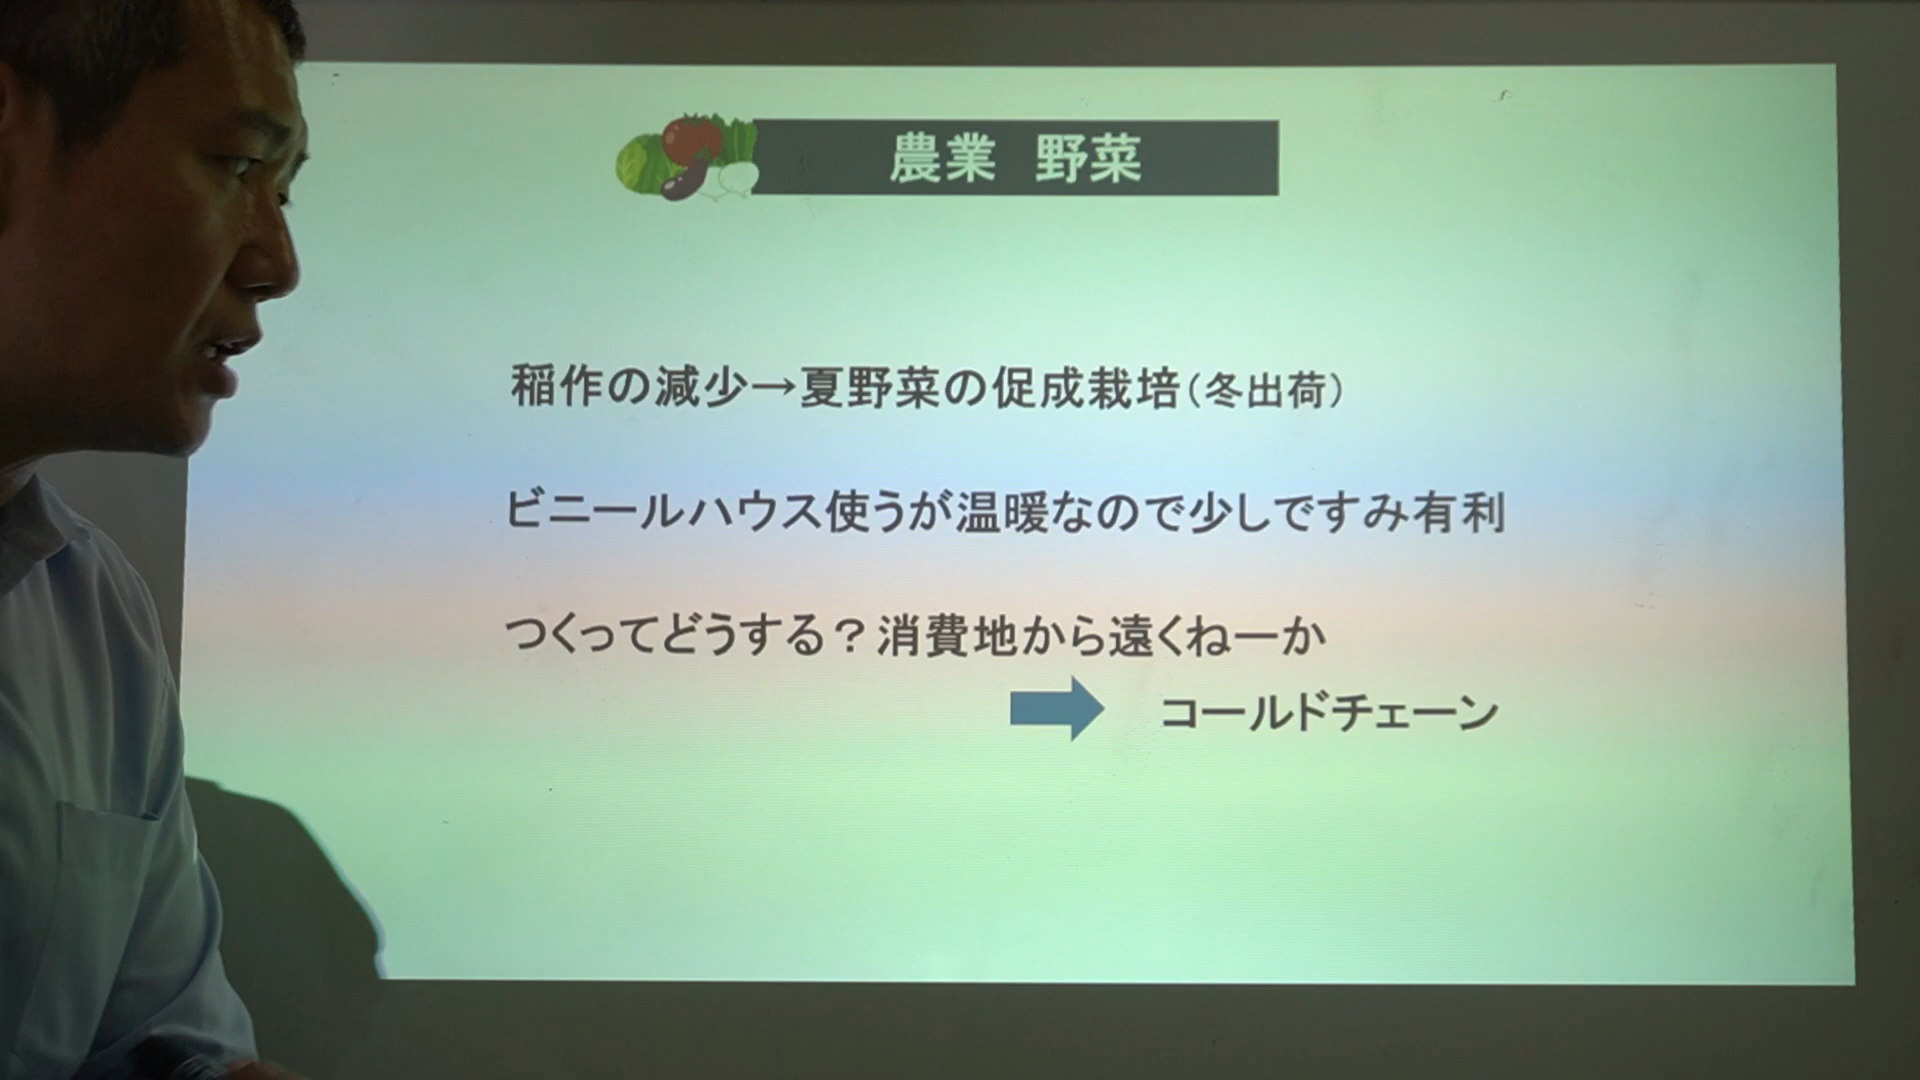 農業　野菜
稲作の減少→夏野菜の促成栽培（冬出荷）
ビニールハウス使うが温暖なので少しですみ有利
つくってどうする？消費地から遠くねーか
コールドチェーン